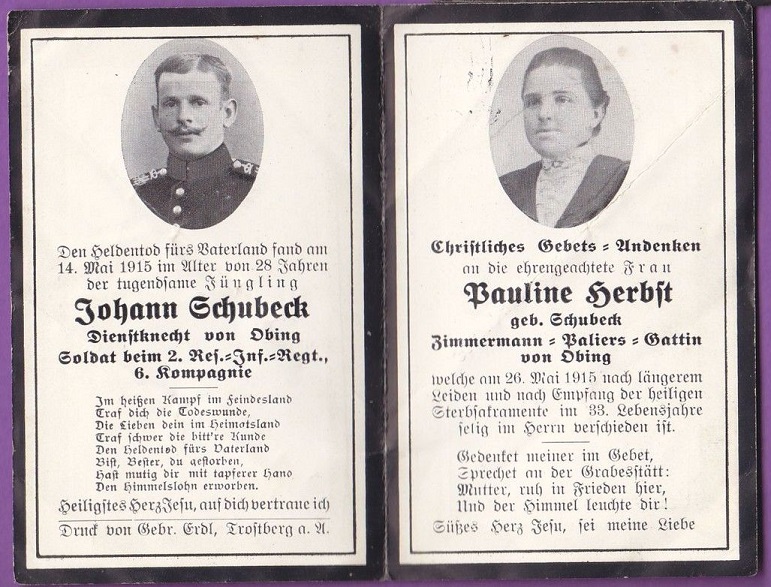 Den Heldentod fürs Vaterland fand am
14. Mai 1915 im Alter von 28 Jahren
der tugendsame Jüngling
Johann Schubeck
Dienstknecht von Obing
Soldat beim 2. Res.=Inf.=Regt.,
6. Kompagnie
Im heißen Kampf im Feindesland
Traf dich die Todeswunde,
Die Lieben dein im Heimatsland
Traf schwer die bitt're Kunde
Den Heldentod fürs Vaterland
Bist, Bester, du gestorben,
Hast mutig dir mit tapferer Hand
Den Himmelslohn erworben.
Heiligstes Herz Jesu, auf dich vertraue ich
Druck von Gebr. Erdl, Trostberg a. A.
Christliches Gebets=Andenken
an die ehrengeachtete Frau
Pauline Herbst
geb. Schubeck
Zimmermann=Paliers=Gattin
von Obing
welche am 26. Mai 1915 nach längerem
Leiden und nach Empfang der heiligen
Sterbsakramente im 33. Lebensjahre
selig im Herrn verschieden ist.
Gedenket meiner im Gebet,
Sprechet an der Grabesstätt:
Mutter, ruh in Frieden hier,
Und der Himmel leuchte dir!
Süßes Herz Jesu, sei meine Liebe